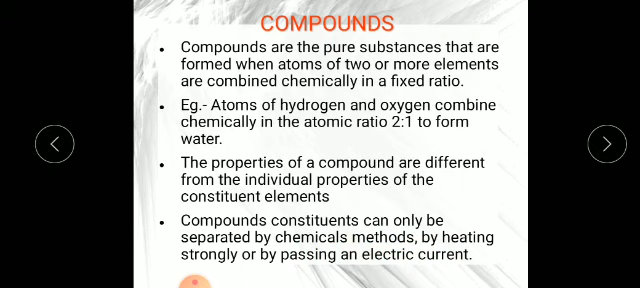 COMPOUNDS
• Compounds are the pure substances that are
formed when atoms of two or more elements
are combined chemically in a fixed ratio.
• Eg.- Atoms of hydrogen and oxygen combine
chemically in the atomic ratio 2:1 to form
water.
• The properties of a compound are different
from the individual properties of the
constituent elements
• Compounds constituents can only be
separated by chemicals methods, by heating
strongly or by passing an electric current.